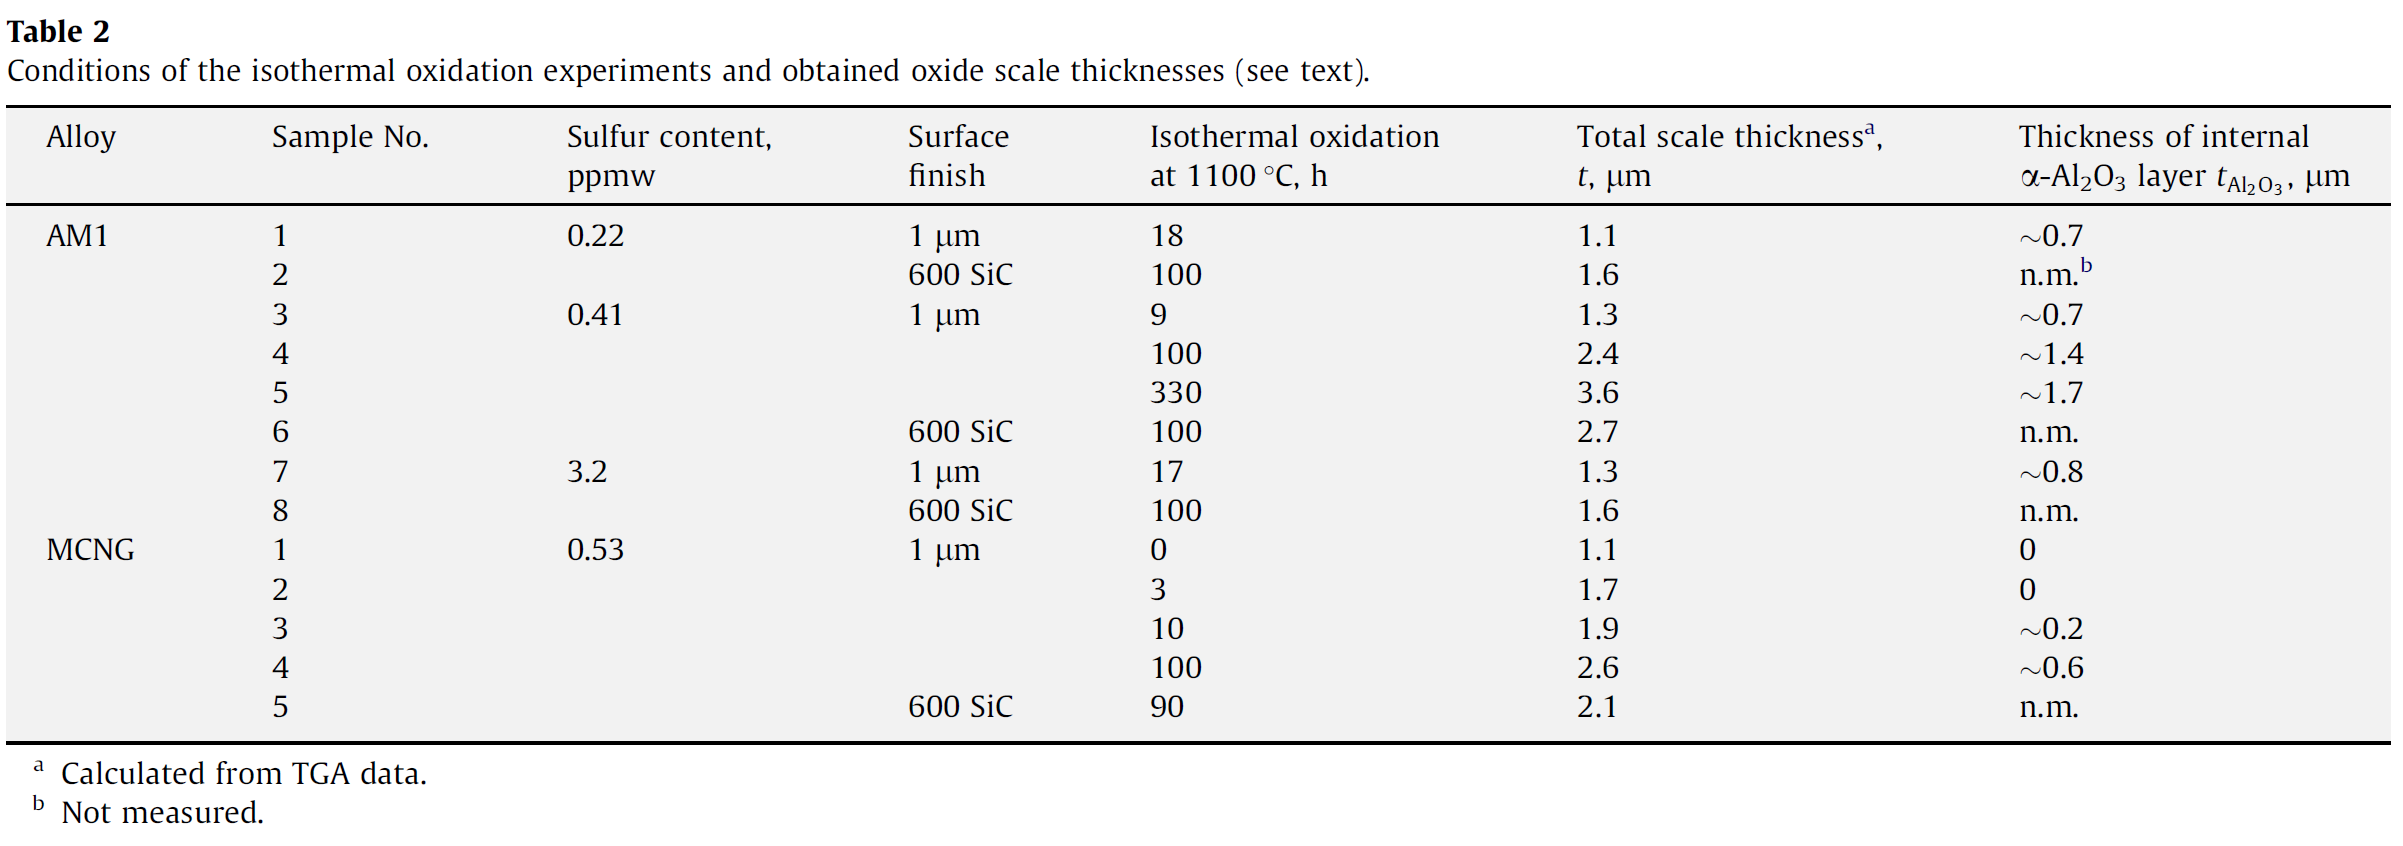 Table 2
Conditions of the isothermal oxidation experiments and obtained oxide scale thicknesses (see text).
Alloy Sample No. Sulfur content, ppmw Surface finish Isothermal oxidation at 1100 °C, h Total scale thicknessᵃ, t, μm Thickness of internal α-Al₂O₃ layer tAl₂O₃, μm
AM1 1 0.22 1 μm 18 1.1 ~0.7
2 600 SiC 100 1.6 n.m.ᵇ
3 0.41 1 μm 9 1.3 ~0.7
4 100 2.4 ~1.4
5 330 3.6 ~1.7
6 600 SiC 100 2.7 n.m.
7 3.2 1 μm 17 1.3 ~0.8
8 600 SiC 100 1.6 n.m.
MCNG 1 0.53 1 μm 0 1.1 0
2 3 1.7 0
3 10 1.9 ~0.2
4 100 2.6 ~0.6
5 600 SiC 90 2.1 n.m.
ᵃ Calculated from TGA data.
ᵇ Not measured.